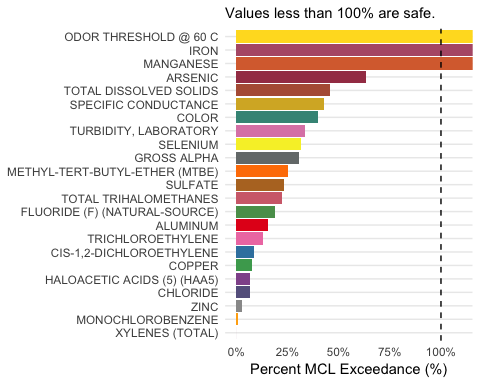 Values less than 100% are safe.
ODOR THRESHOLD @ 60 C
IRON
MANGANESE
ARSENIC
TOTAL DISSOLVED SOLIDS
SPECIFIC CONDUCTANCE
COLOR
TURBIDITY, LABORATORY
SELENIUM
GROSS ALPHA
METHYL-TERT-BUTYL-ETHER (MTBE)
SULFATE
TOTAL TRIHALOMETHANES
FLUORIDE (F) (NATURAL-SOURCE)
ALUMINUM
TRICHLOROETHYLENE
CIS-1,2-DICHLOROETHYLENE
COPPER
HALOACETIC ACIDS (5) (HAA5)
CHLORIDE
ZINC
MONOCHLOROBENZENE
XYLENES (TOTAL)
0% 25% 50% 75% 100%
Percent MCL Exceedance (%)